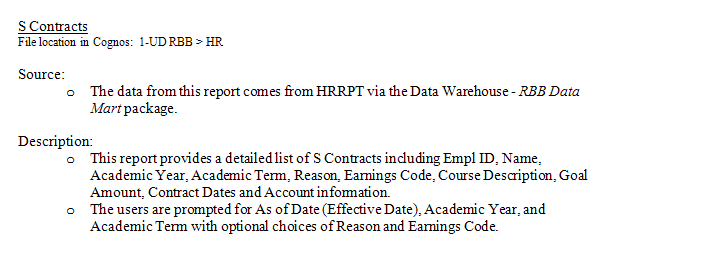 S Contracts
File location in Cognos: 1-UD RBB > HR
Source:
o The data from this report comes from HRRPT via the Data Warehouse - RBB Data
Mart package.
Description:
o This report provides a detailed list of S Contracts including Empl ID, Name,
Academic Year, Academic Term, Reason, Earnings Code, Course Description, Goal
Amount, Contract Dates and Account information.
o The users are prompted for As of Date (Effective Date), Academic Year, and
Academic Term with optional choices of Reason and Earnings Code.